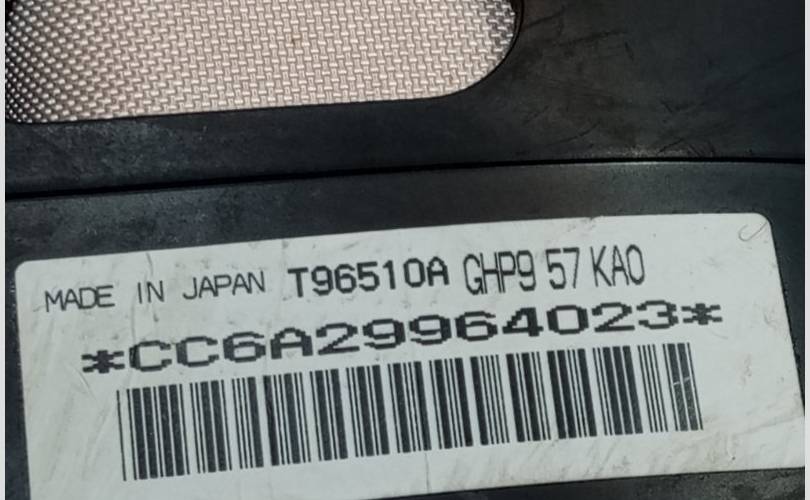 MADE IN JAPAN T96510A GHP9 57 KA0
*CC6A29964023*